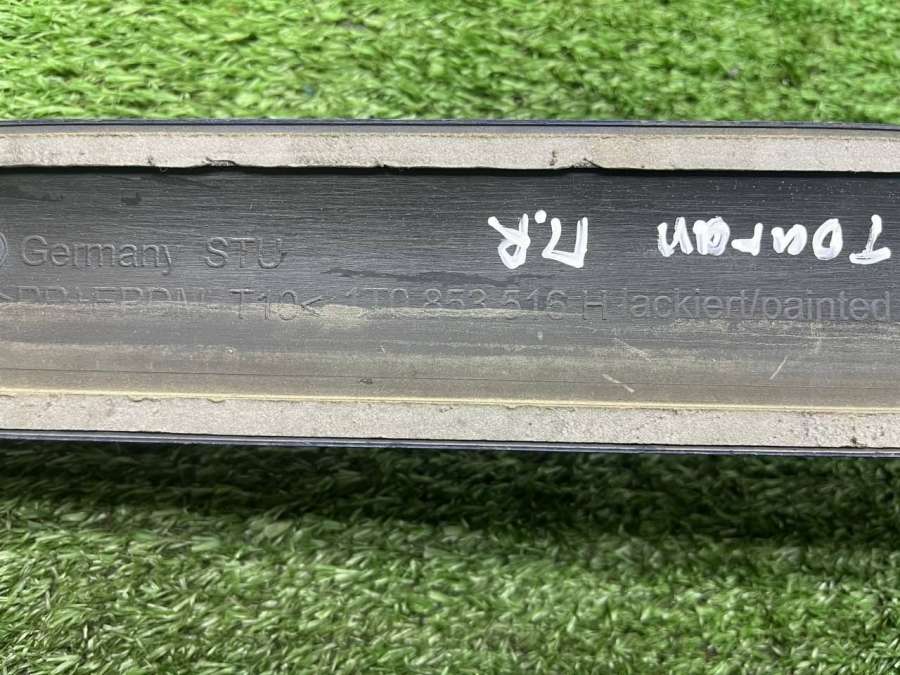 Germany STU
>PP+EPDM T10< 1T0 853 516 H lackiert/painted
Touran П.R